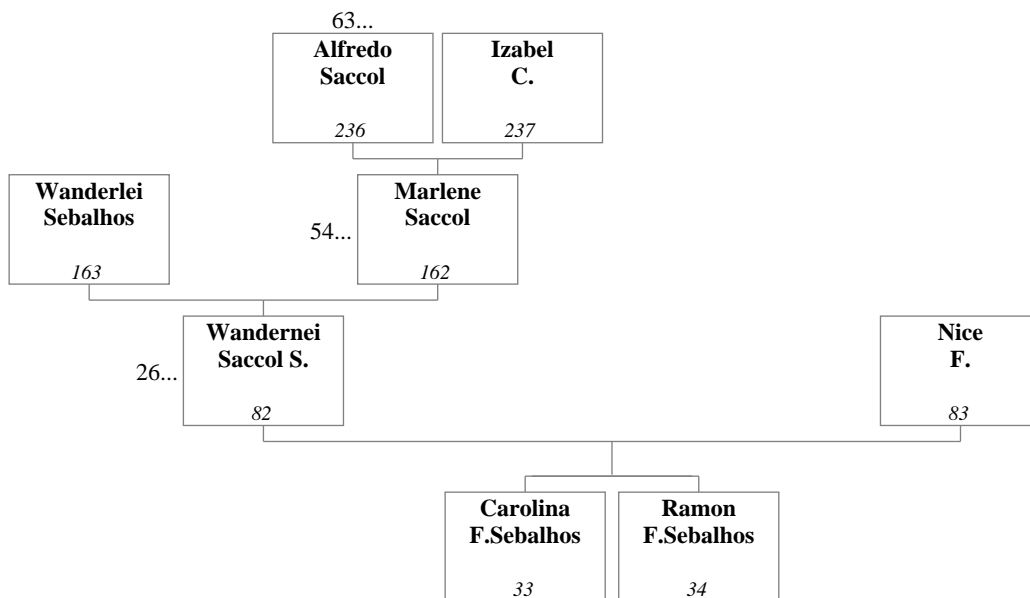 63...
Alfredo
Saccol
236
Izabel
C.
237
Wanderlei
Sebalhos
163
54...
Marlene
Saccol
162
26...
Wandernei
Saccol S.
82
Nice
F.
83
Carolina
F.Sebalhos
33
Ramon
F.Sebalhos
34